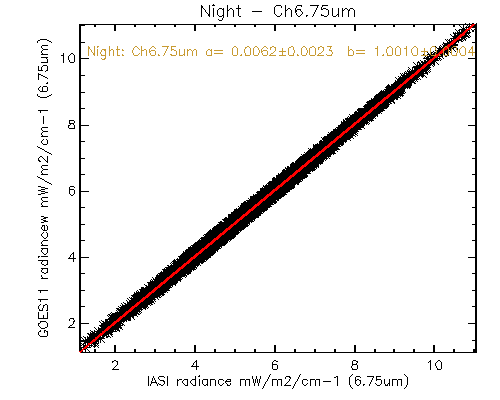 Night - Ch6.75um
Night: Ch6.75um a= 0.0062±0.0023 b= 1.0010±
10
8
6
4
2
GOES11 radiancew mW/m2/cm-1 (6.75um)
2 4 6 8 10
IASI radiance mW/m2/cm-1 (6.75um)